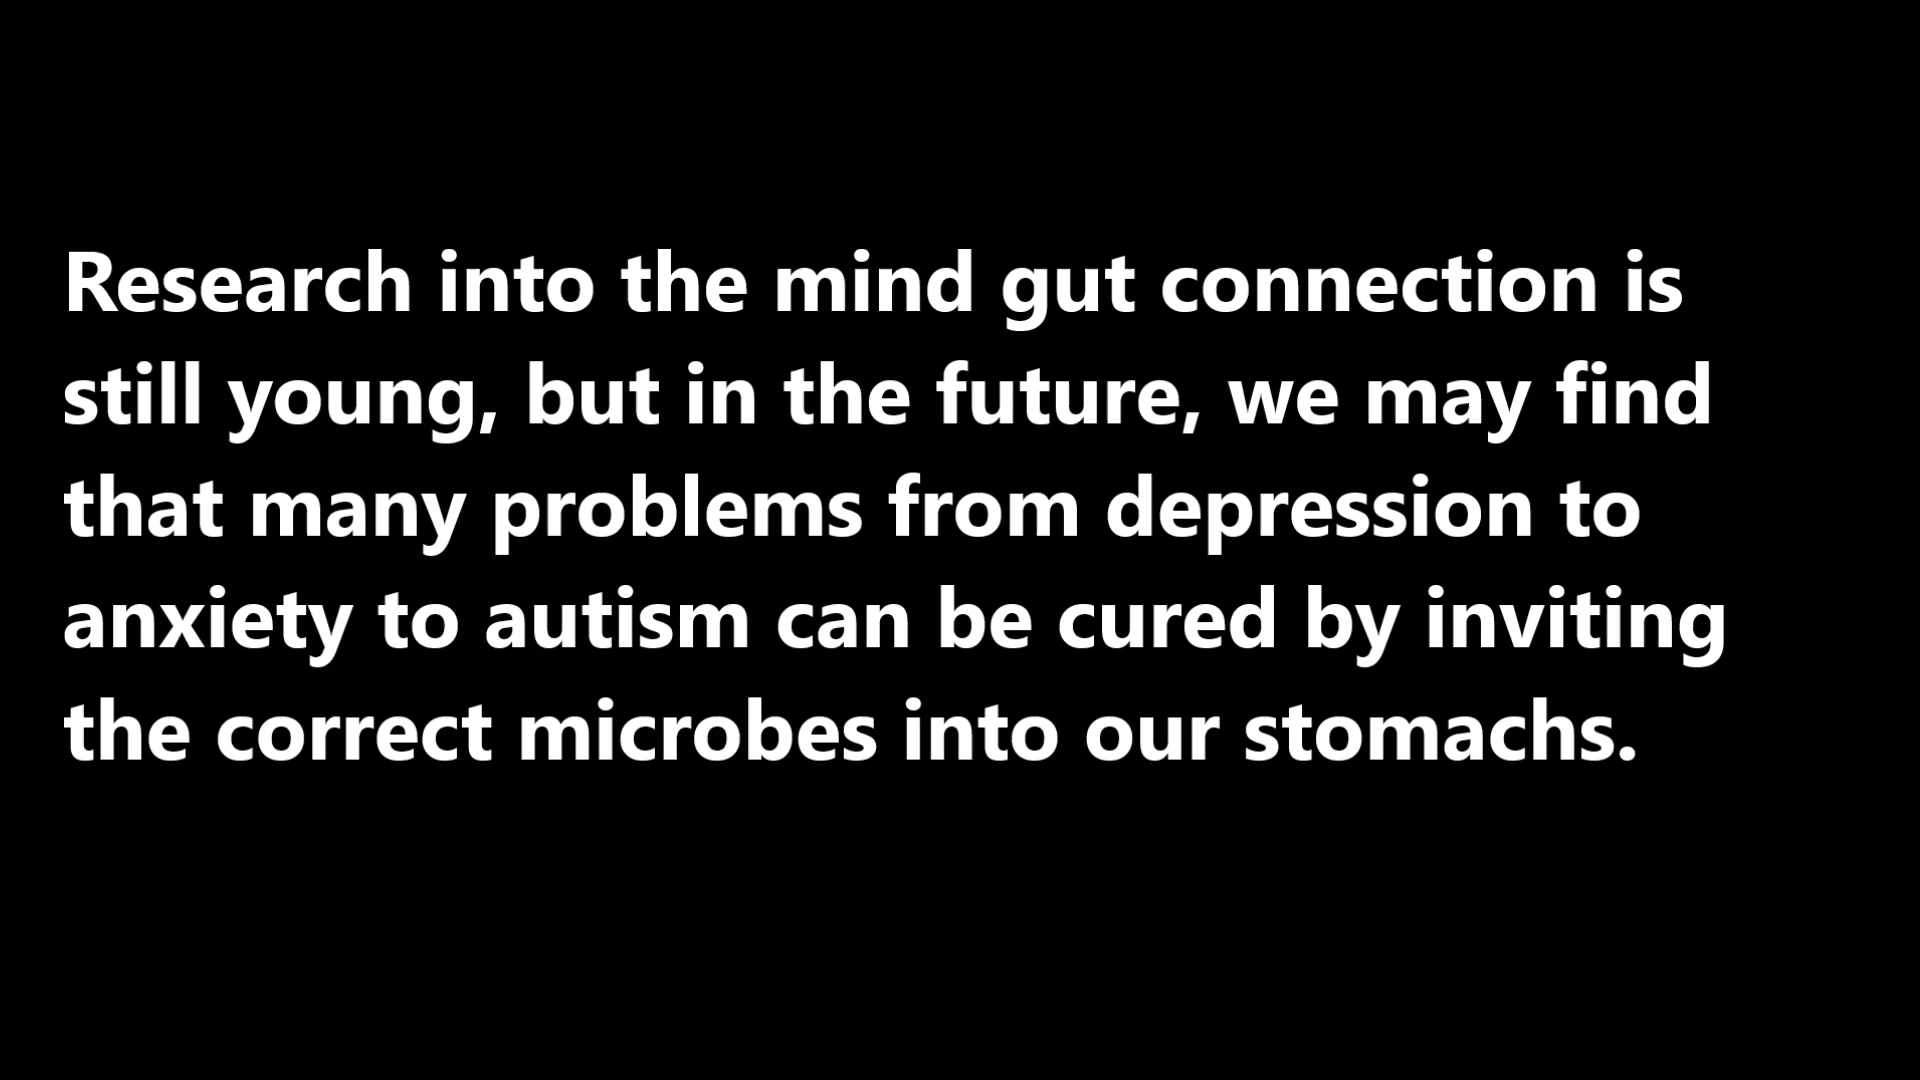 Research into the mind gut connection is
still young, but in the future, we may find
that many problems from depression to
anxiety to autism can be cured by inviting
the correct microbes into our stomachs.